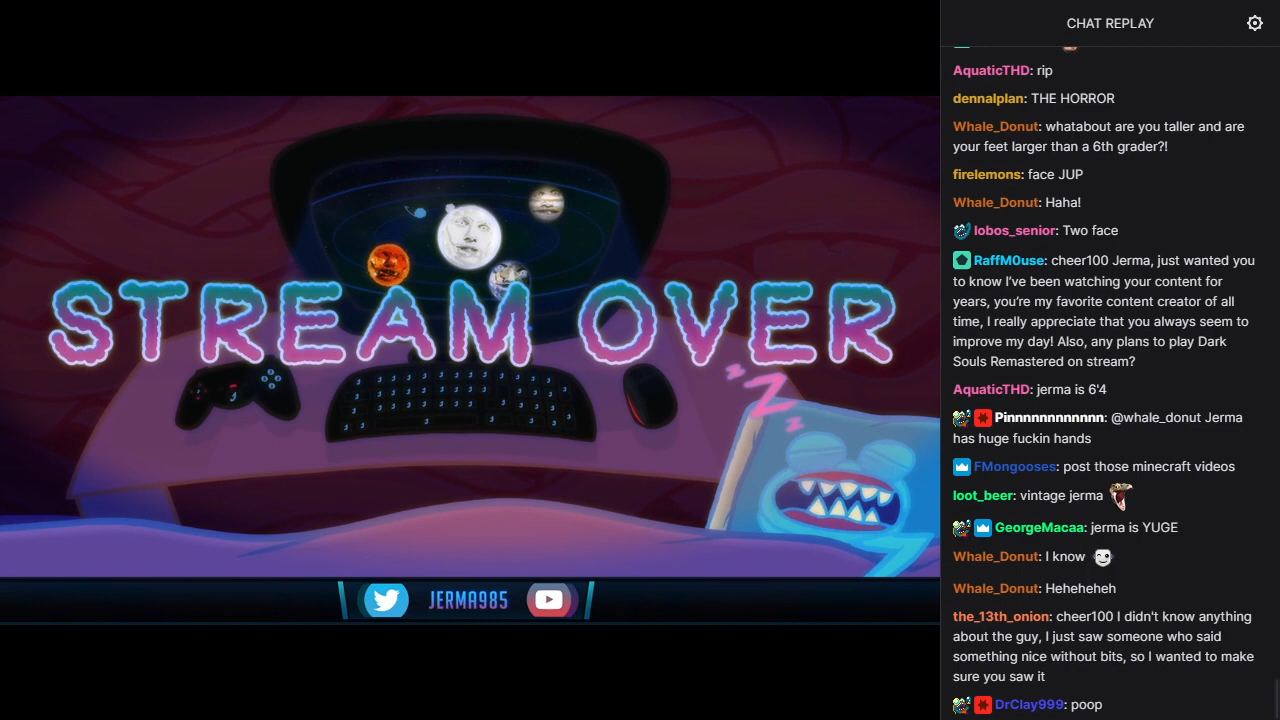 CHAT REPLAY
AquaticTHD: rip
dennalplan: THE HORROR
Whale_Donut: whatabout are you taller and are
your feet larger than a 6th grader?!
firelemons: face JUP
Whale_Donut: Haha!
lobos_senior: Two face
RaffM0use: cheer100 Jerma, just wanted you
to know I've been watching your content for
years, you're my favorite content creator of all
time, I really appreciate that you always seem to
improve my day! Also, any plans to play Dark
Souls Remastered on stream?
AquaticTHD: jerma is 6'4
Pinnnnnnnnnnnn: @whale_donut Jerma
has huge fuckin hands
FMongooses: post those minecraft videos
loot_beer: vintage jerma
GeorgeMacaa: jerma is YUGE
Whale_Donut: I know
Whale_Donut: Heheheheh
the_13th_onion: cheer100 I didn't know anything
about the guy, I just saw someone who said
something nice without bits, so I wanted to make
sure you saw it
DrClay999: poop
STREAM OVER
z
Z
z
JERMA985